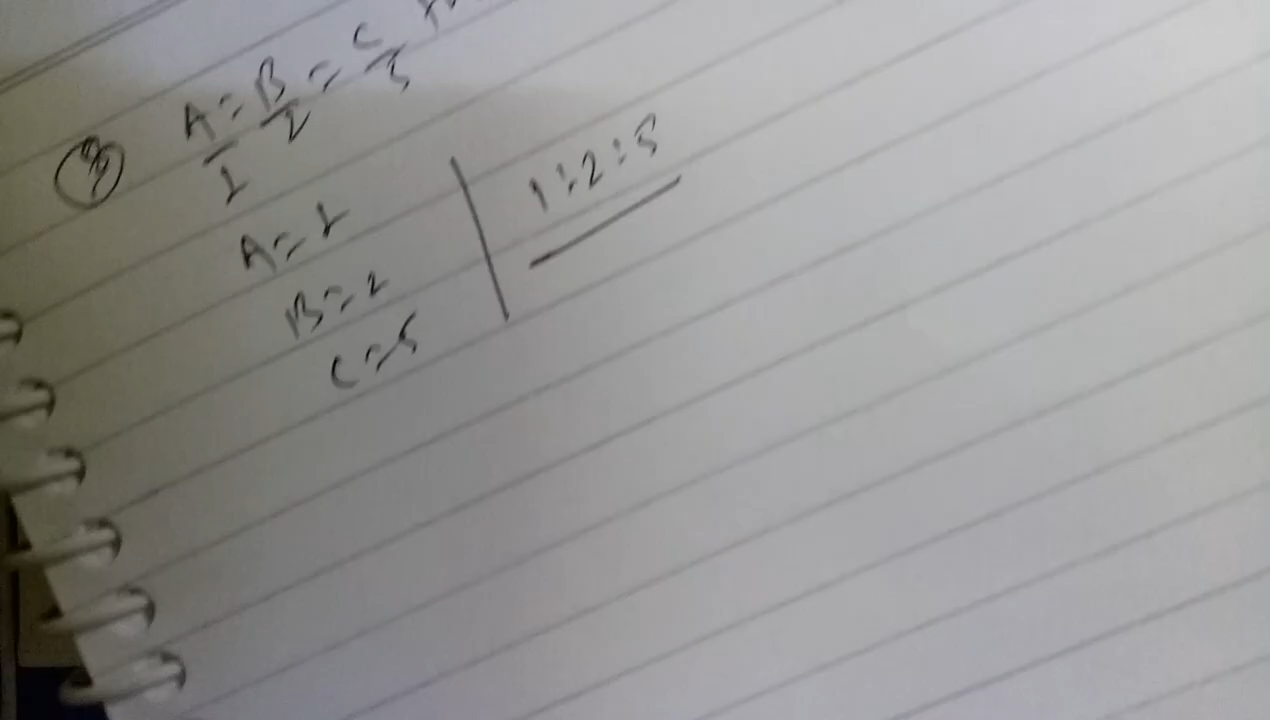 ③ A/1 = B/2 = C/5
A = 1
B = 2
C = 5
1 : 2 : 5